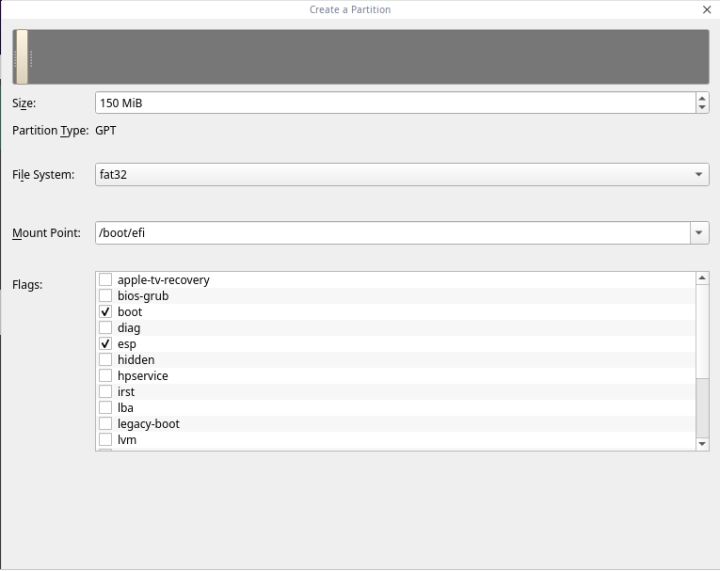 Create a Partition
Size: 150 MiB
Partition Type: GPT
File System: fat32
Mount Point: /boot/efi
Flags:
apple-tv-recovery
bios-grub
boot
diag
esp
hidden
hpservice
irst
lba
legacy-boot
lvm